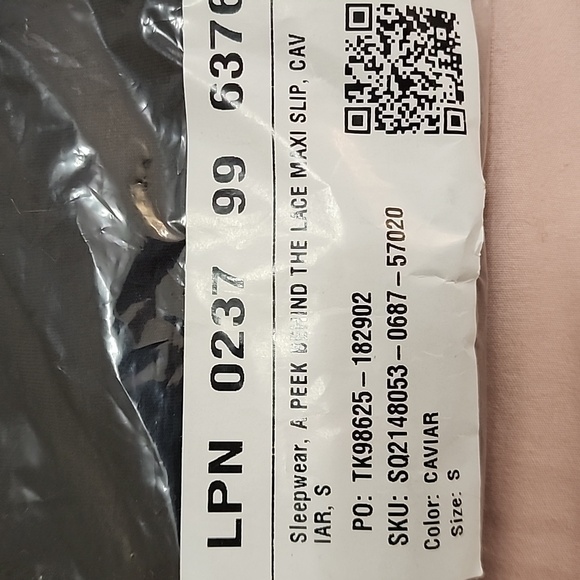 LPN 0237 99 6376
Sleepwear, A PEEK BEHIND THE LACE MAXI SLIP, CAV
IAR, S
PO: TK98625-182902
SKU: SQ2148053-0687-57020
Color: CAVIAR
Size: S